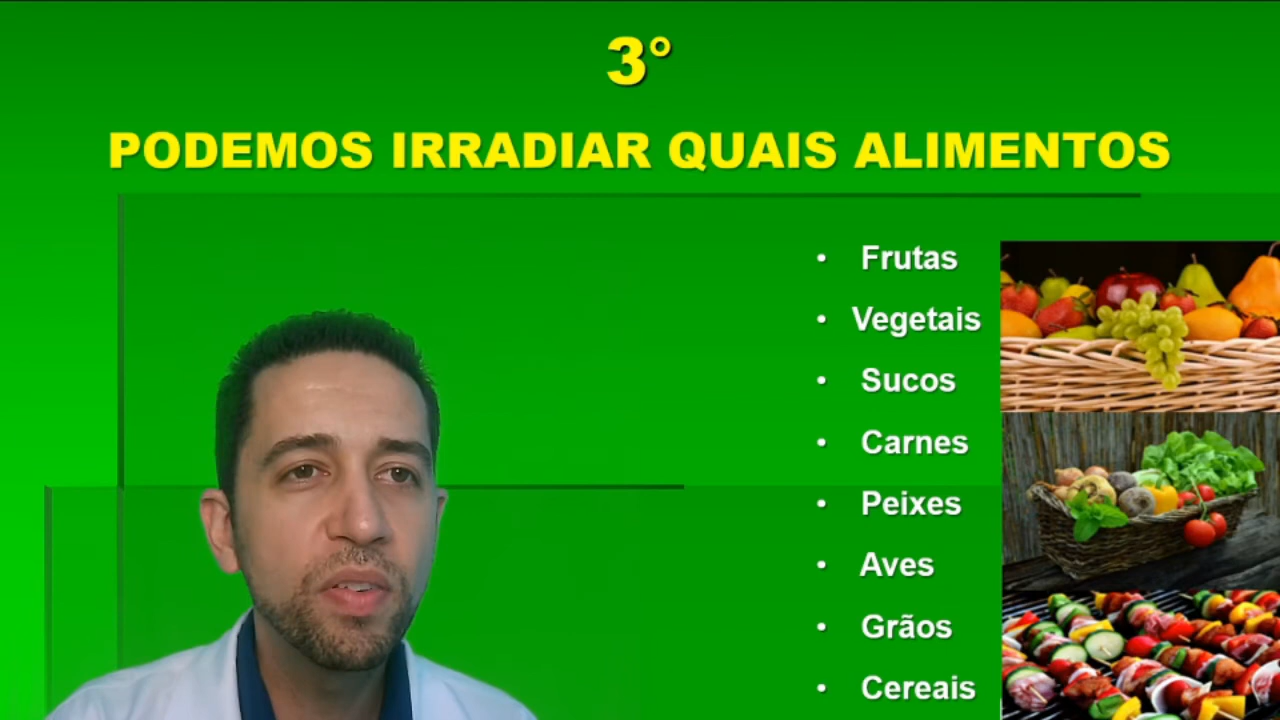 3°
PODEMOS IRRADIAR QUAIS ALIMENTOS
• Frutas
• Vegetais
• Sucos
• Carnes
• Peixes
• Aves
• Grãos
• Cereais